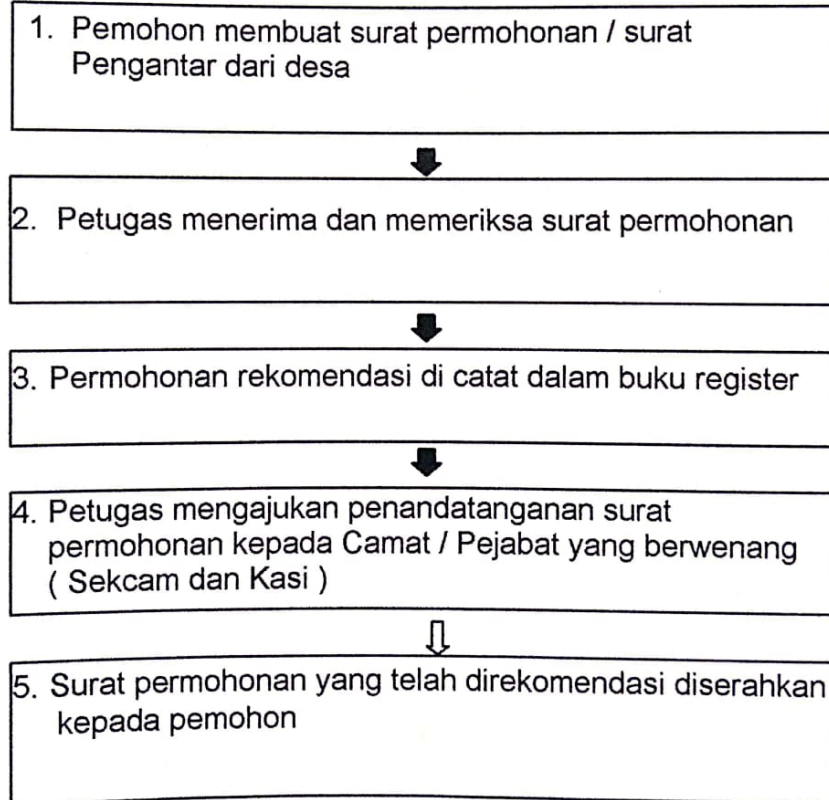 1. Pemohon membuat surat permohonan / surat
Pengantar dari desa
2. Petugas menerima dan memeriksa surat permohonan
3. Permohonan rekomendasi di catat dalam buku register
4. Petugas mengajukan penandatanganan surat
permohonan kepada Camat / Pejabat yang berwenang
( Sekcam dan Kasi )
5. Surat permohonan yang telah direkomendasi diserahkan
kepada pemohon